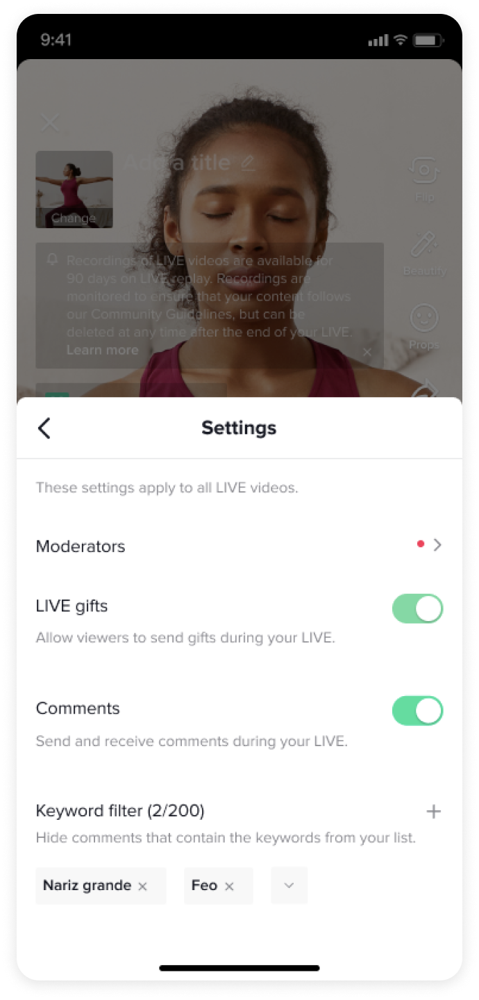 9:41
Add a title
Change
Flip
Recordings of LIVE videos are available for
90 days on LIVE replay. Recordings are
monitored to ensure that your content follows
our Community Guidelines, but can be
deleted at any time after the end of your LIVE.
Learn more
Beautify
Props
Settings
These settings apply to all LIVE videos.
Moderators
LIVE gifts
Allow viewers to send gifts during your LIVE.
Comments
Send and receive comments during your LIVE.
Keyword filter (2/200)
Hide comments that contain the keywords from your list.
Nariz grande Feo